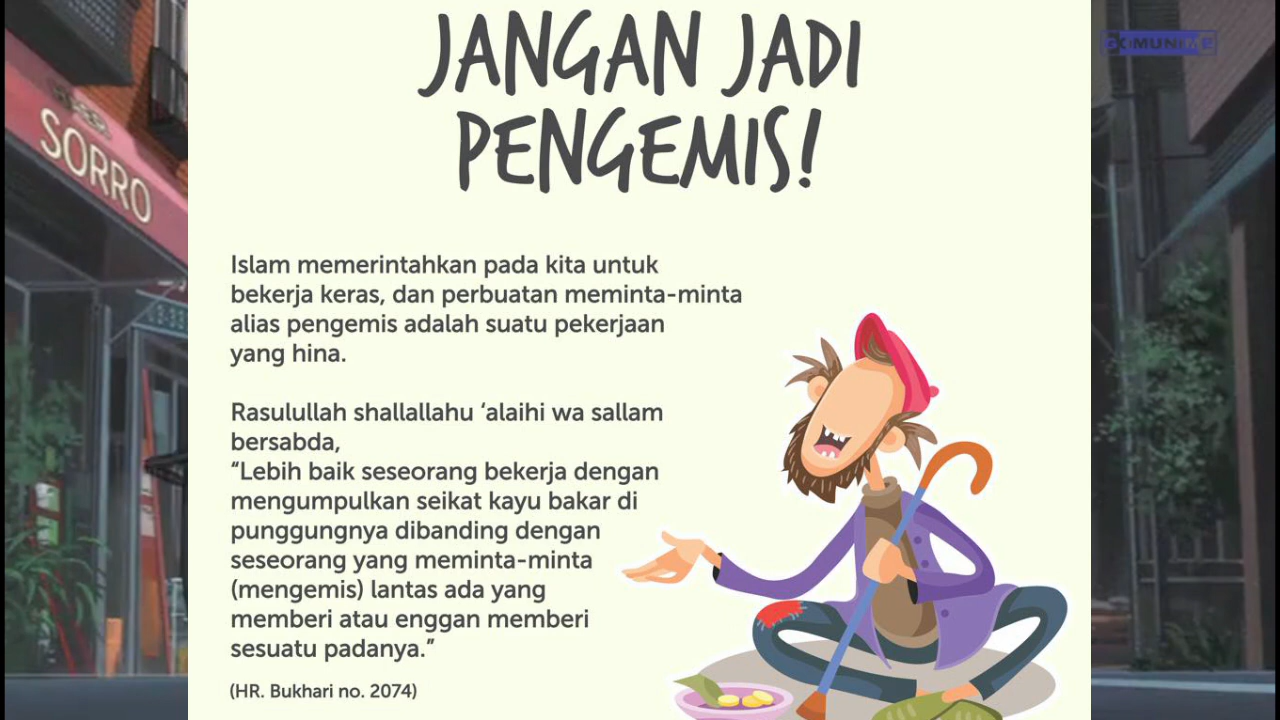 JANGAN JADI
PENGEMIS!
SORRO
Islam memerintahkan pada kita untuk
bekerja keras, dan perbuatan meminta-minta
alias pengemis adalah suatu pekerjaan
yang hina.
Rasulullah shallallahu ‘alaihi wa sallam
bersabda,
“Lebih baik seseorang bekerja dengan
mengumpulkan seikat kayu bakar di
punggungnya dibanding dengan
seseorang yang meminta-minta
(mengemis) lantas ada yang
memberi atau enggan memberi
sesuatu padanya.”
(HR. Bukhari no. 2074)